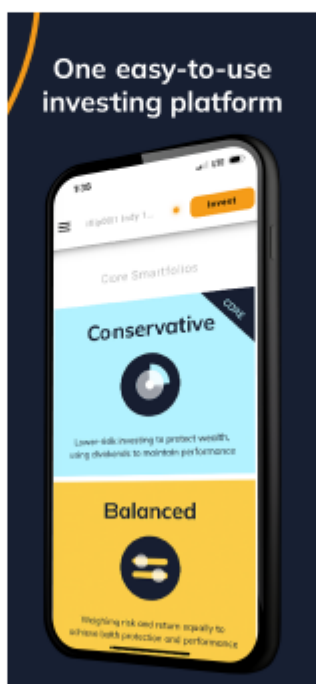 One easy-to-use
investing platform
LTE
Invest
Core Smartfolios
CORE
Conservative
Lower-risk investing to protect wealth,
using dividends to maintain performance
Balanced
Weighing risk and return equally to
achieve both protection and performance